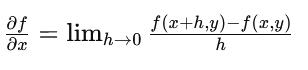 ∂f/∂x = lim_{h→0} (f(x+h,y)−f(x,y))/h